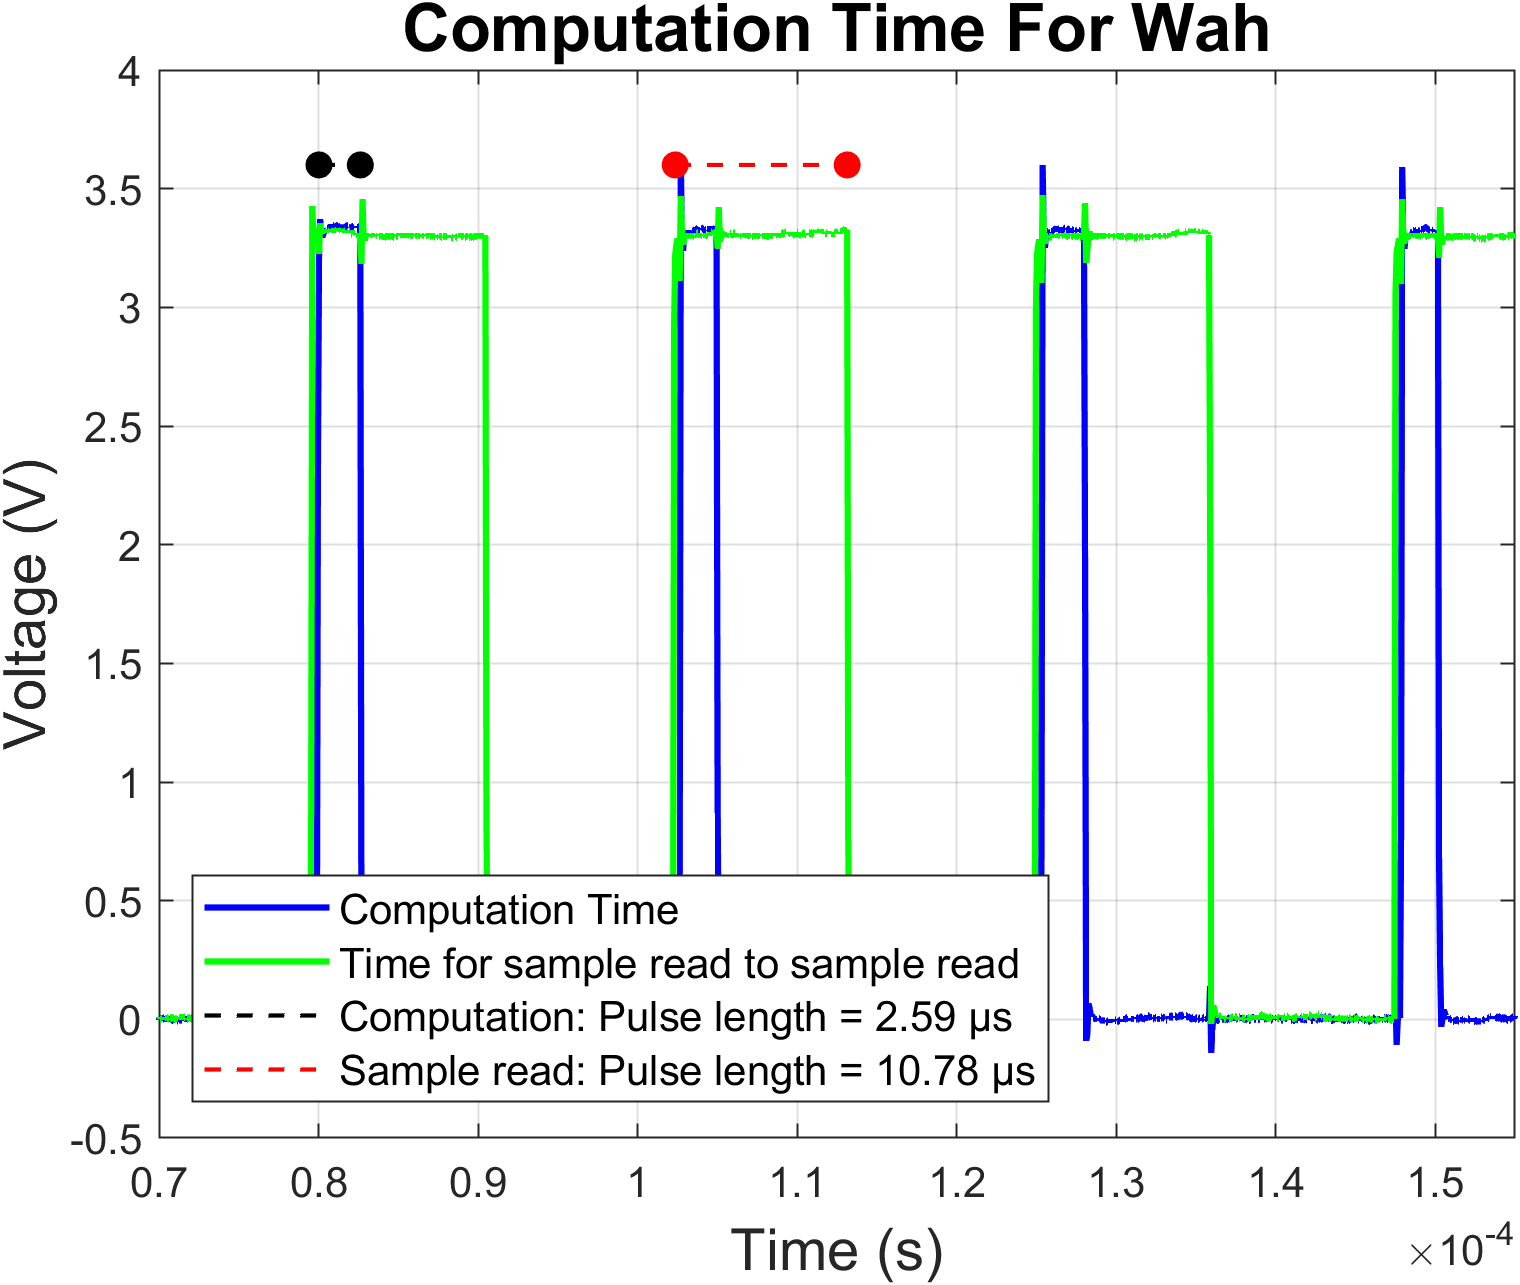 Computation Time For Wah
4
3.5
3
2.5
2
1.5
1
0.5
0
-0.5
Voltage (V)
Computation Time
Time for sample read to sample read
Computation: Pulse length = 2.59 µs
Sample read: Pulse length = 10.78 µs
0.7 0.8 0.9 1 1.1 1.2 1.3 1.4 1.5
Time (s)
×10-4